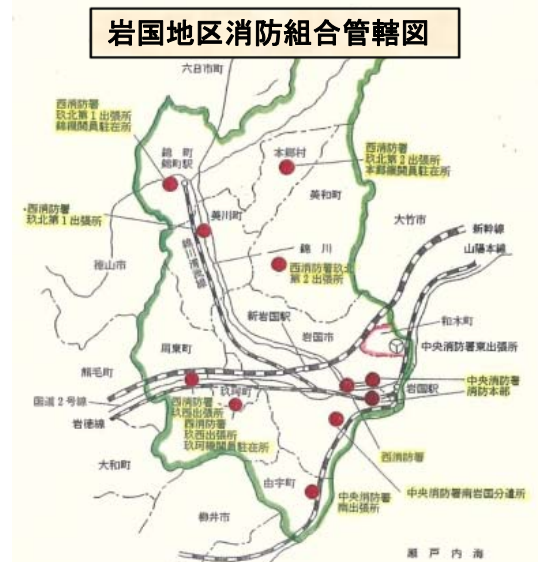 岩国地区消防組合管轄図
六日市町
西消防署
玖北第1出張所
錦機関員駐在所
錦町
錦町駅
本郷村
西消防署
玖北第2出張所
本郷機関員駐在所
美和町
西消防署
玖北第1出張所
美川町
大竹市
新幹線
山陽本線
錦川清流線
錦川
徳山市
西消防署玖北
第2出張所
新岩国駅
岩国市
和木町
中央消防署東出張所
周東町
熊毛町
岩国駅
中央消防署
消防本部
国道2号線
玖珂町
西消防署
玖西出張所
岩徳線
西消防署
玖西出張所
玖珂機関員駐在所
西消防署
大和町
由宇町
中央消防署南岩国分遣所
中央消防署
南出張所
柳井市
瀬戸内海